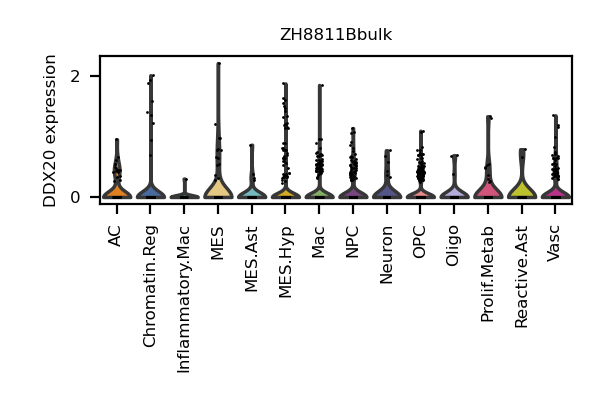 ZH8811Bbulk
DDX20 expression
2
0
AC
Chromatin.Reg
Inflammatory.Mac
MES
MES.Ast
MES.Hyp
Mac
NPC
Neuron
OPC
Oligo
Prolif.Metab
Reactive.Ast
Vasc